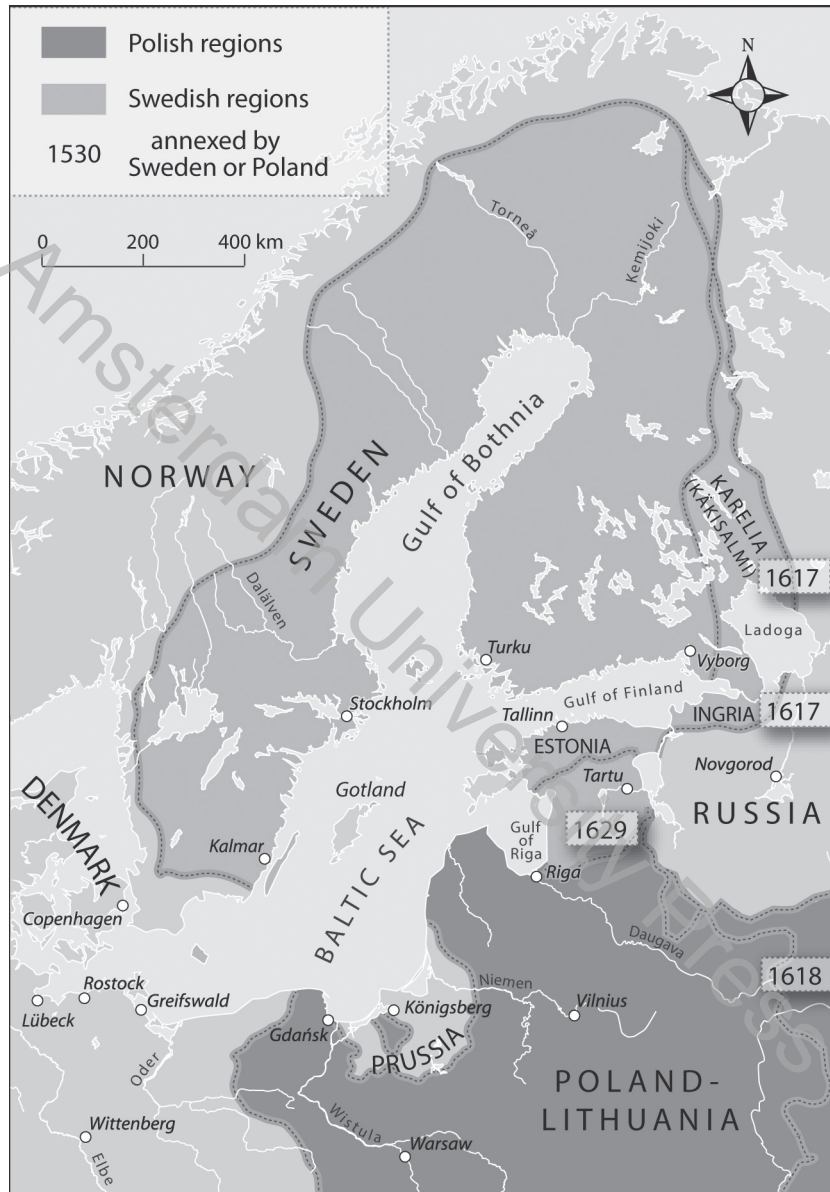 Polish regions
Swedish regions
1530 annexed by
Sweden or Poland
N
0 200 400 km
Torneå
Kemijoki
Gulf of Bothnia
NORWAY
SWEDEN
KARELIA
(KÄKISALMI)
1617
Dalälven
Ladoga
Turku
Vyborg
Gulf of Finland
Stockholm
Tallinn
INGRIA
1617
ESTONIA
Novgorod
Tartu
Gotland
DENMARK
RUSSIA
Gulf
of
Riga
1629
Kalmar
BALTIC SEA
Riga
Copenhagen
Daugava
1618
Rostock
Lübeck
Greifswald
Niemen
Königsberg
Vilnius
Gdańsk
PRUSSIA
Oder
POLAND-
LITHUANIA
Wistula
Wittenberg
Warsaw
Elbe
Amsterdam University Press